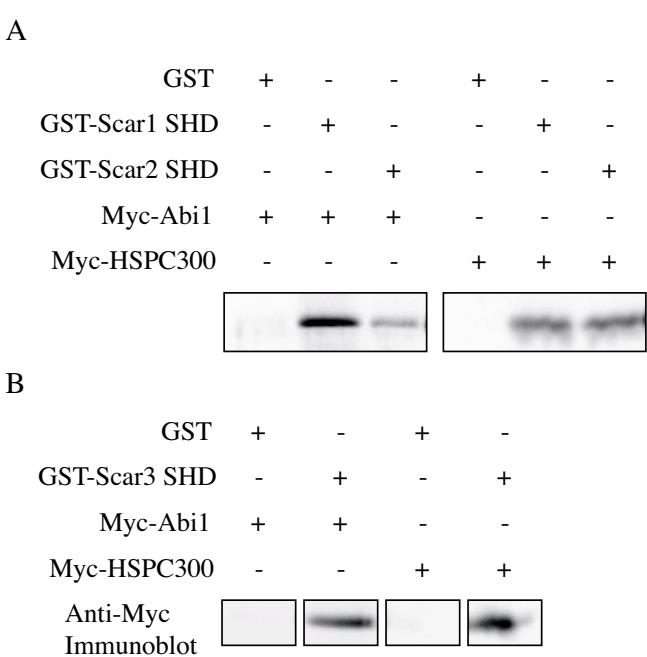 A
GST + - - + - -
GST-Scar1 SHD - + - - + -
GST-Scar2 SHD - - + - - +
Myc-Abi1 + + + - - -
Myc-HSPC300 - - - + + +
B
GST + - + -
GST-Scar3 SHD - + - +
Myc-Abi1 + + - -
Myc-HSPC300 - - + +
Anti-Myc
Immunoblot